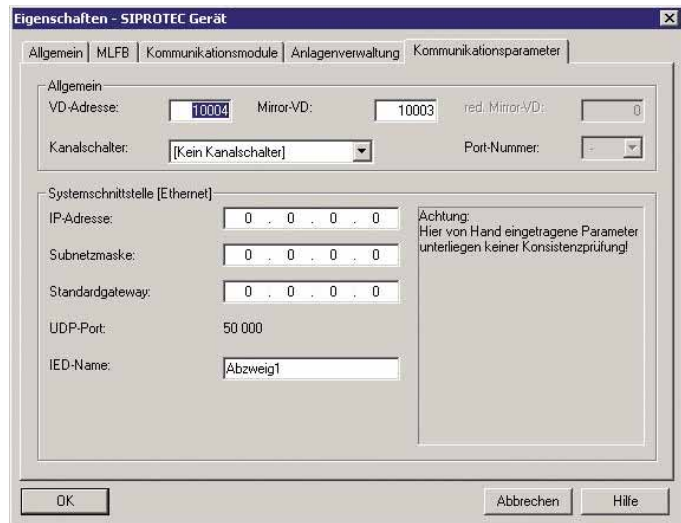 Eigenschaften - SIPROTEC Gerät
Allgemein MLFB Kommunikationsmodule Anlagenverwaltung Kommunikationsparameter
Allgemein
VD-Adresse: 10004 Mirror-VD: 10003 red. Mirror-VD: 0
Kanalschalter: [Kein Kanalschalter] Port-Nummer: -
Systemschnittstelle [Ethernet]
IP-Adresse: 0 . 0 . 0 . 0
Achtung:
Hier von Hand eingetragene Parameter
unterliegen keiner Konsistenzprüfung!
Subnetzmaske: 0 . 0 . 0 . 0
Standardgateway: 0 . 0 . 0 . 0
UDP-Port: 50 000
IED-Name: Abzweig1
OK Abbrechen Hilfe